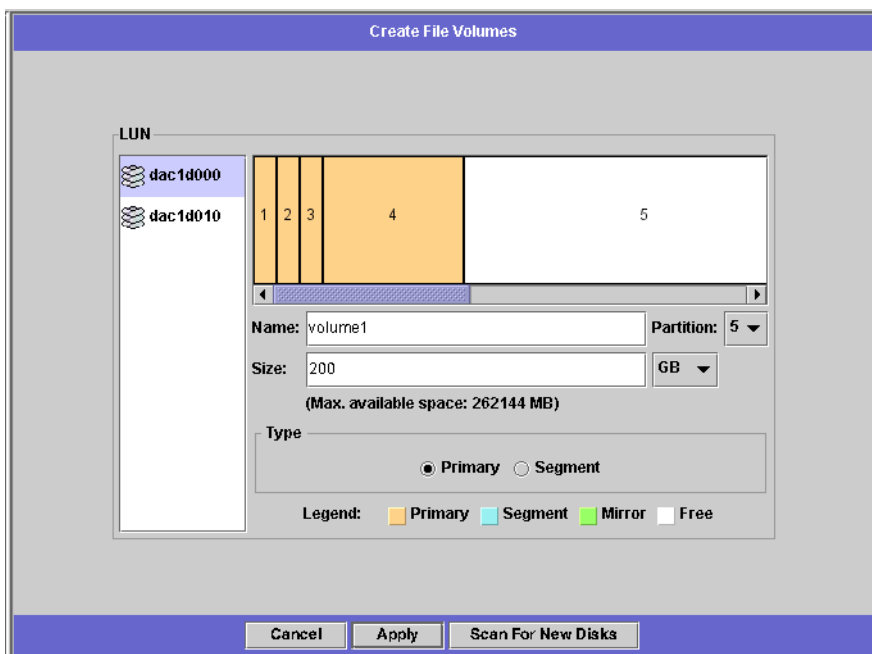 Create File Volumes
LUN
dac1d000
dac1d010
1 2 3 4 5
Name: volume1 Partition: 5
Size: 200 GB
(Max. available space: 262144 MB)
Type
Primary Segment
Legend: Primary Segment Mirror Free
Cancel Apply Scan For New Disks